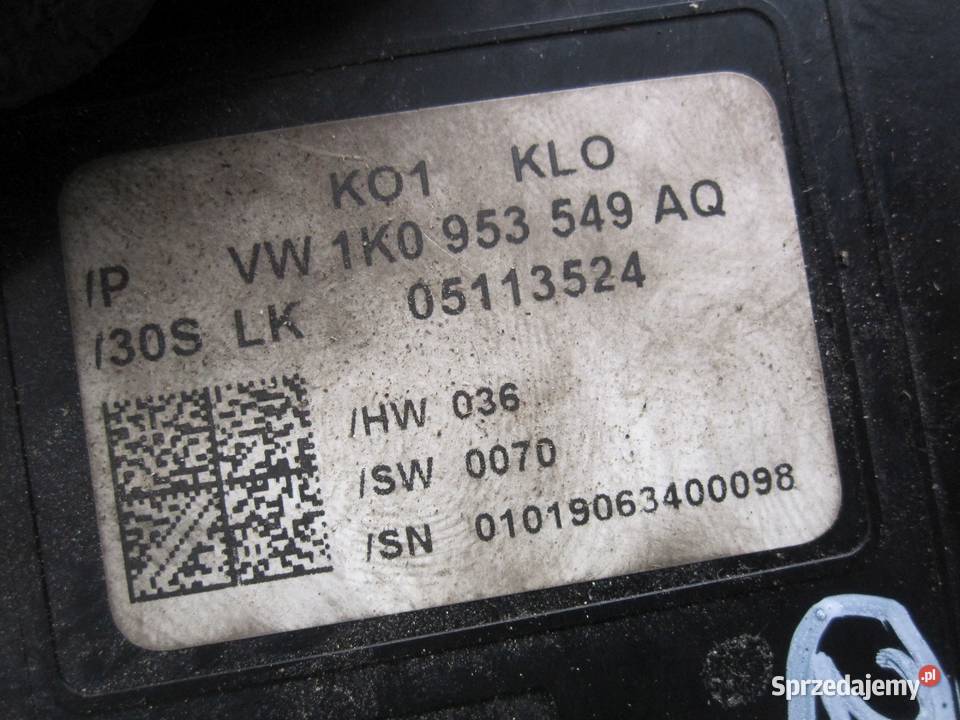 KO1 KLO
/P VW 1K0 953 549 AQ
/30S LK 05113524
/HW 036
/SW 0070
/SN 01019063400098
Sprzedajemy.pl